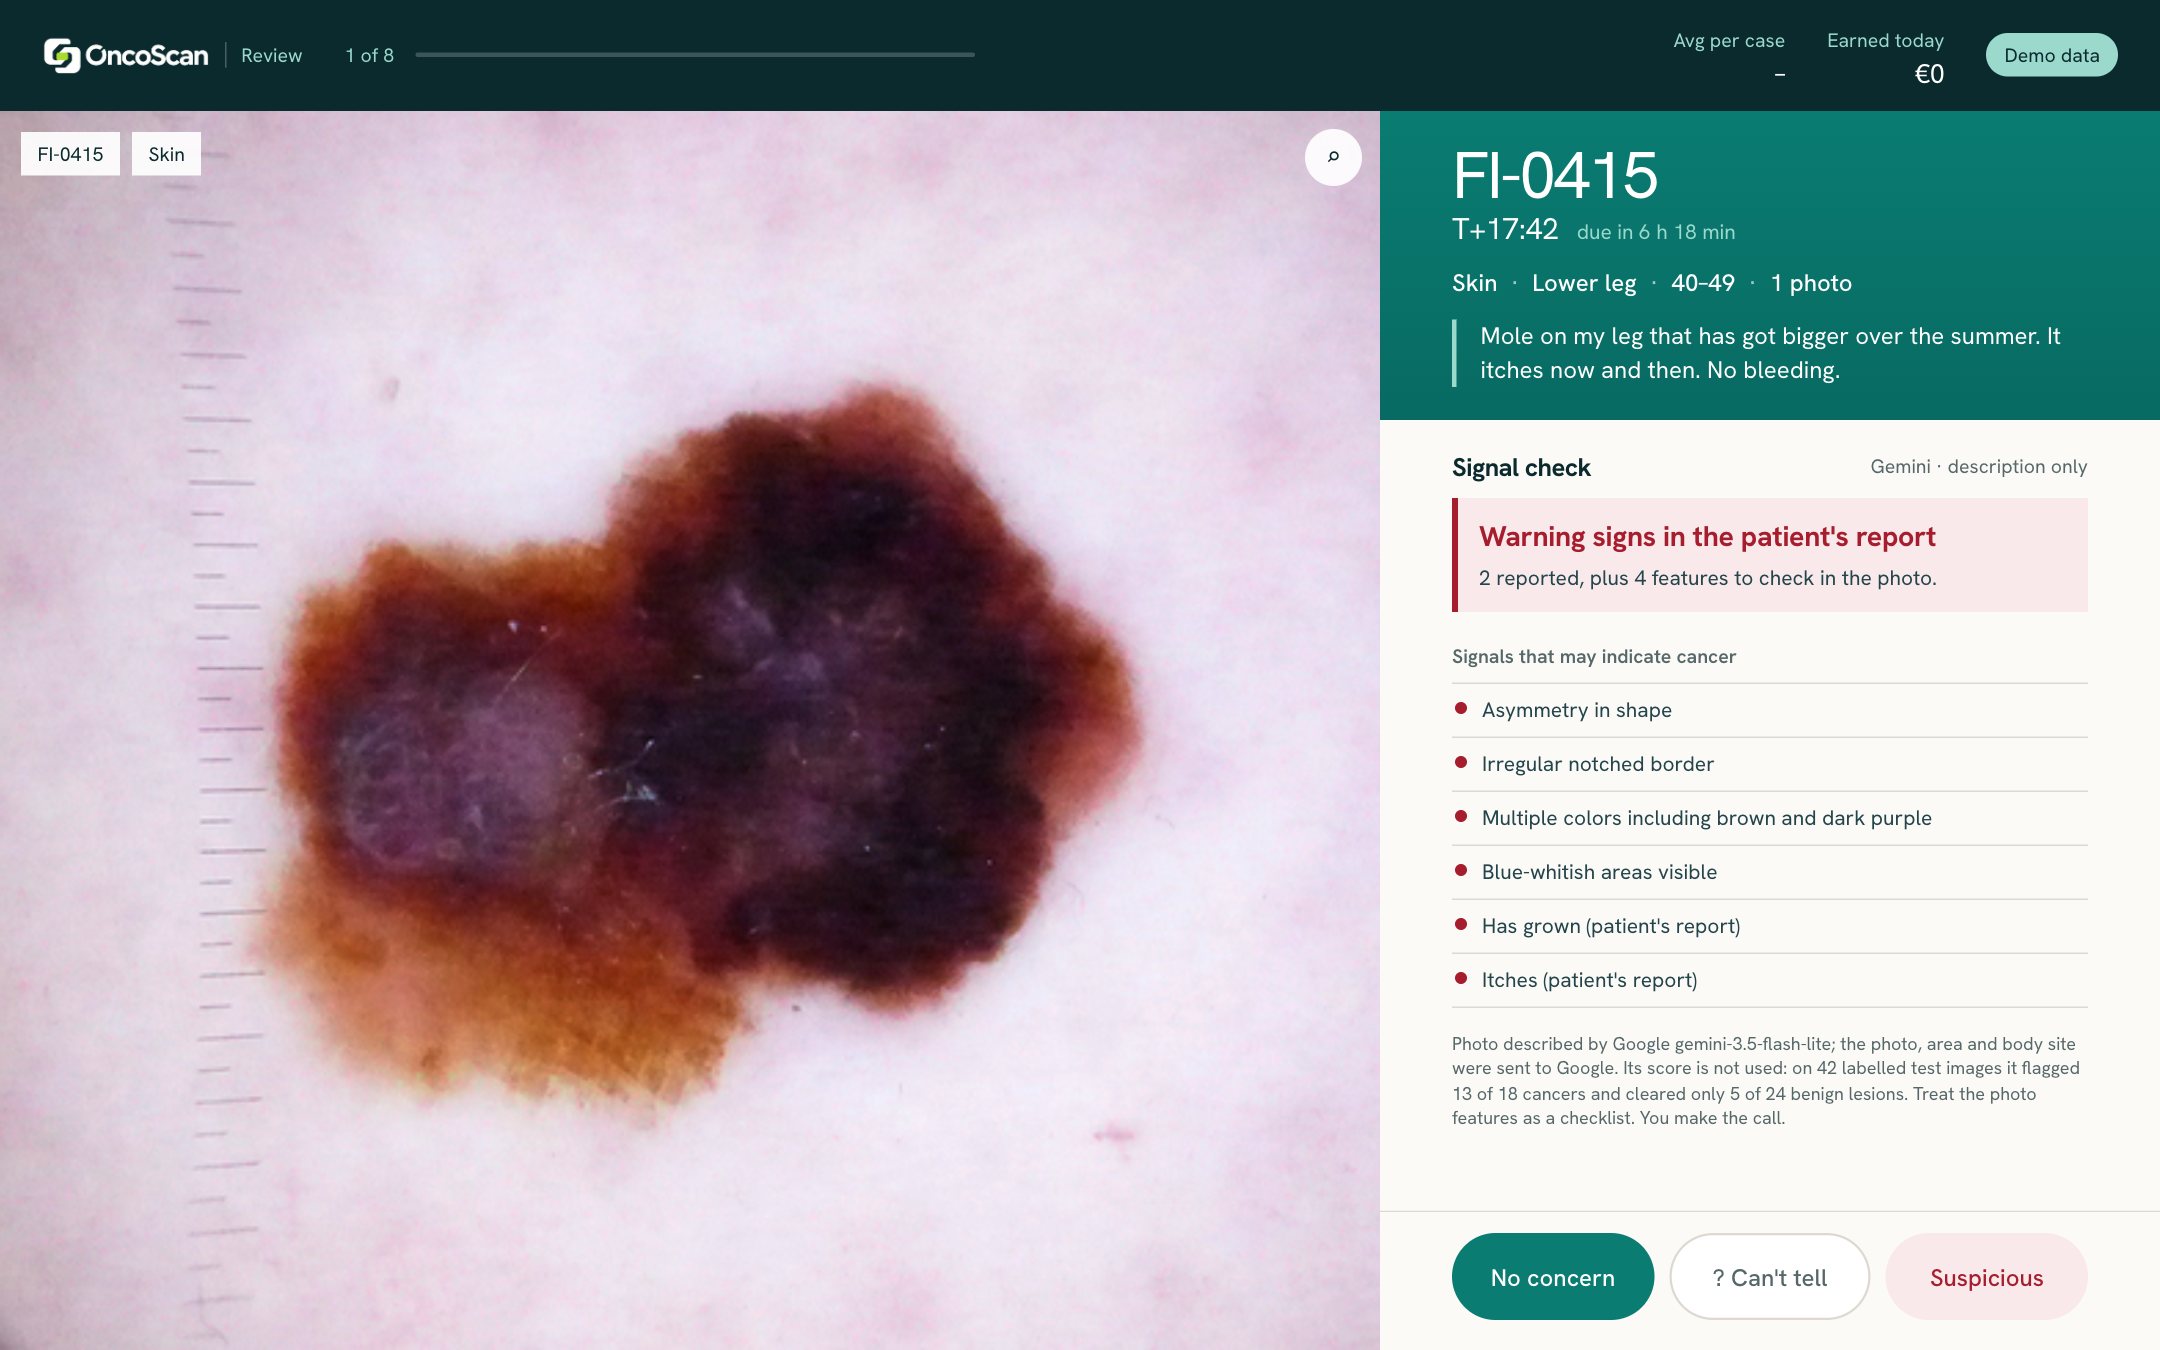 OncoScan
Review
1 of 8
Avg per case
–
Earned today
€0
Demo data
FI-0415
Skin
FI-0415
T+17:42 due in 6 h 18 min
Skin · Lower leg · 40–49 · 1 photo
Mole on my leg that has got bigger over the summer. It
itches now and then. No bleeding.
Signal check
Gemini · description only
Warning signs in the patient's report
2 reported, plus 4 features to check in the photo.
Signals that may indicate cancer
Asymmetry in shape
Irregular notched border
Multiple colors including brown and dark purple
Blue-whitish areas visible
Has grown (patient's report)
Itches (patient's report)
Photo described by Google gemini-3.5-flash-lite; the photo, area and body site
were sent to Google. Its score is not used: on 42 labelled test images it flagged
13 of 18 cancers and cleared only 5 of 24 benign lesions. Treat the photo
features as a checklist. You make the call.
No concern
? Can't tell
Suspicious